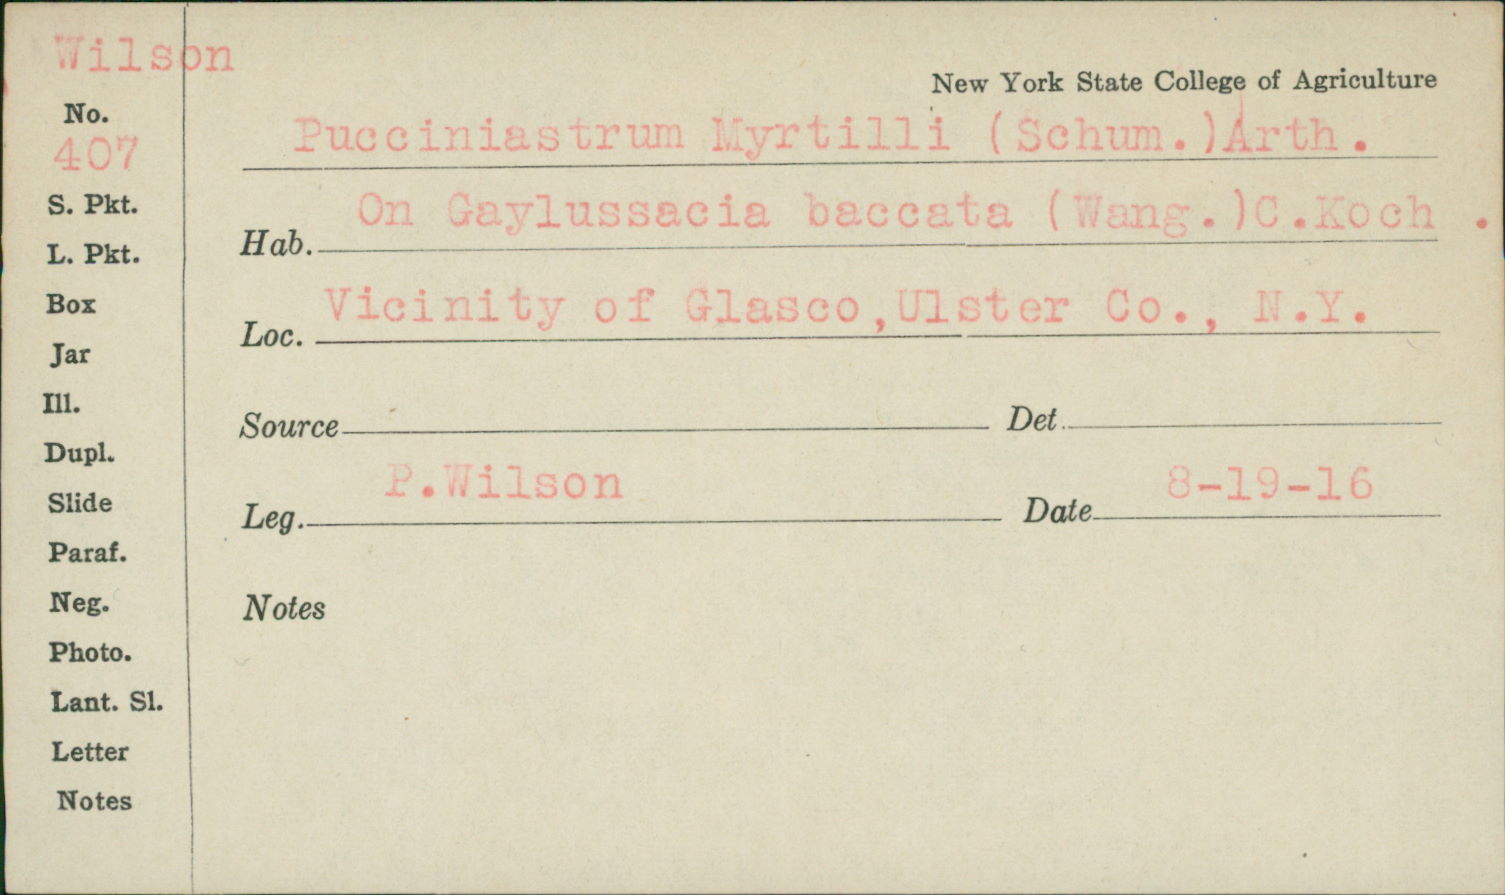 Wilson
New York State College of Agriculture
No.
407
Pucciniastrum Myrtilli (Schum.)Arth.
S. Pkt.
Hab. On Gaylussacia baccata (Wang.)C.Koch .
L. Pkt.
Box
Loc. Vicinity of Glasco,Ulster Co., N.Y.
Jar
Ill.
Source Det.
Dupl.
Slide
Leg. P.Wilson Date 8-19-16
Paraf.
Neg.
Notes
Photo.
Lant. Sl.
Letter
Notes